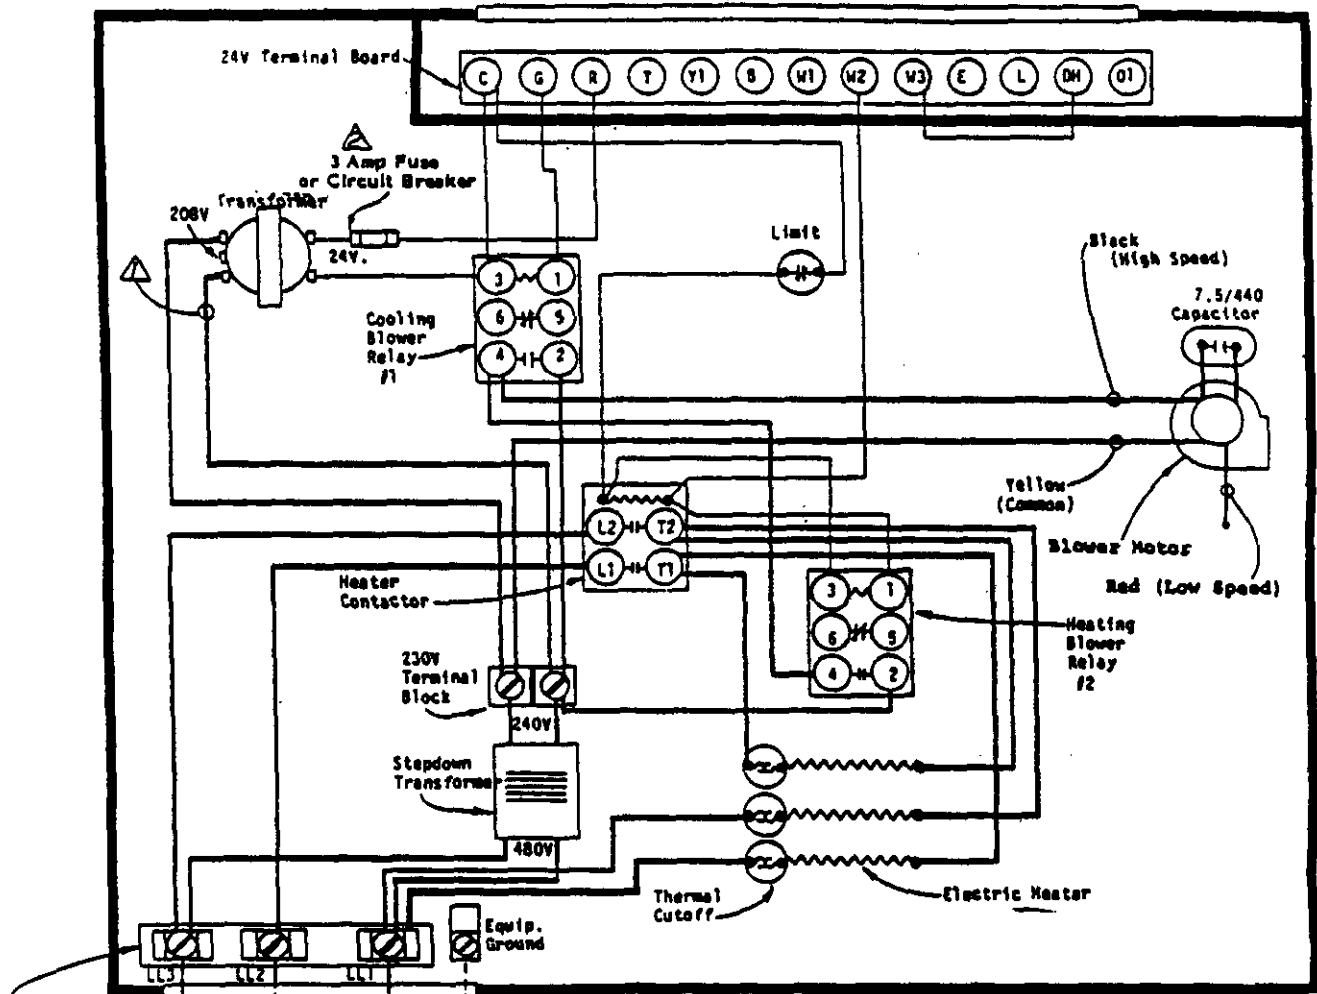 24V Terminal Board
C G R T Y1 B W1 W2 W3 E L DH O1
2
3 Amp Fuse
or Circuit Breaker
Transformer
208V
24V.
1
Limit
Black
(High Speed)
7.5/440
Capacitor
3 1
6 5
4 2
Cooling
Blower
Relay
#1
Yellow
(Common)
Blower Motor
Red (Low Speed)
L2 T2
L1 T1
Heater
Contactor
3 1
6 5
4 2
Heating
Blower
Relay
#2
230V
Terminal
Block
240V
Stepdown
Transforme
480V
Thermal
Cutoff
Electric Heater
Equip.
Ground
LL3 LL2 LL1